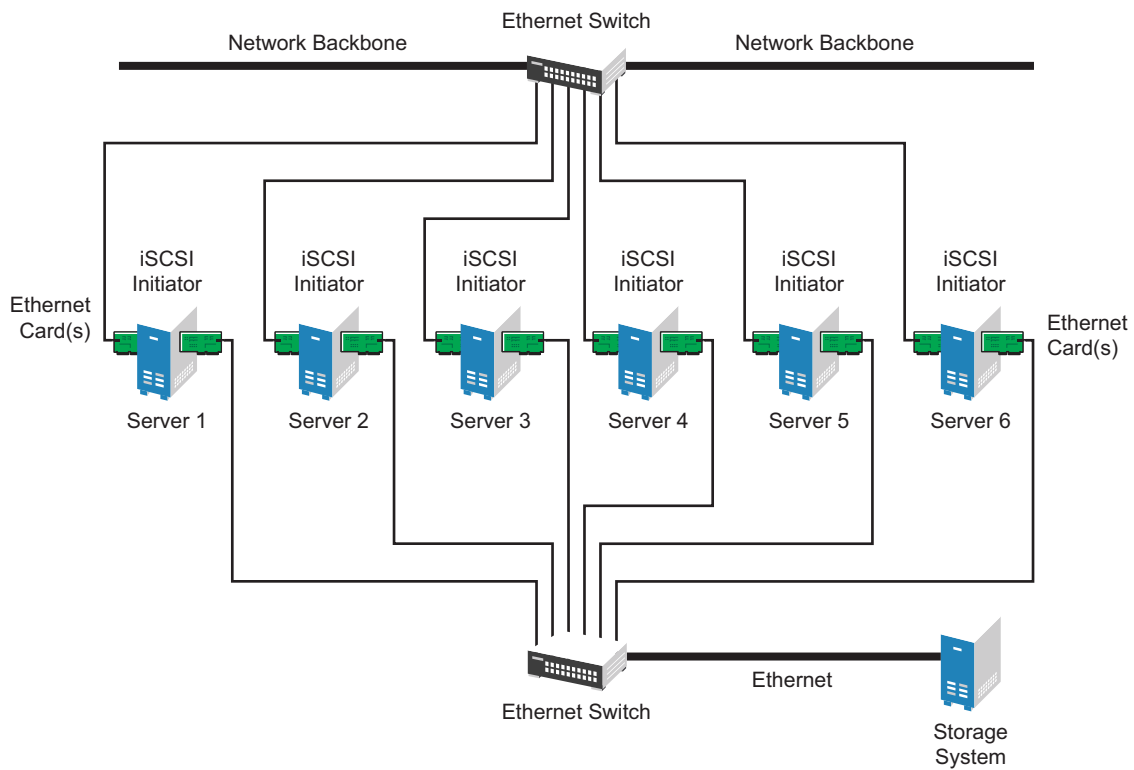 Ethernet Switch
Network Backbone
Network Backbone
iSCSI
Initiator
iSCSI
Initiator
iSCSI
Initiator
iSCSI
Initiator
iSCSI
Initiator
iSCSI
Initiator
Ethernet
Card(s)
Ethernet
Card(s)
Server 1
Server 2
Server 3
Server 4
Server 5
Server 6
Ethernet
Ethernet Switch
Storage
System